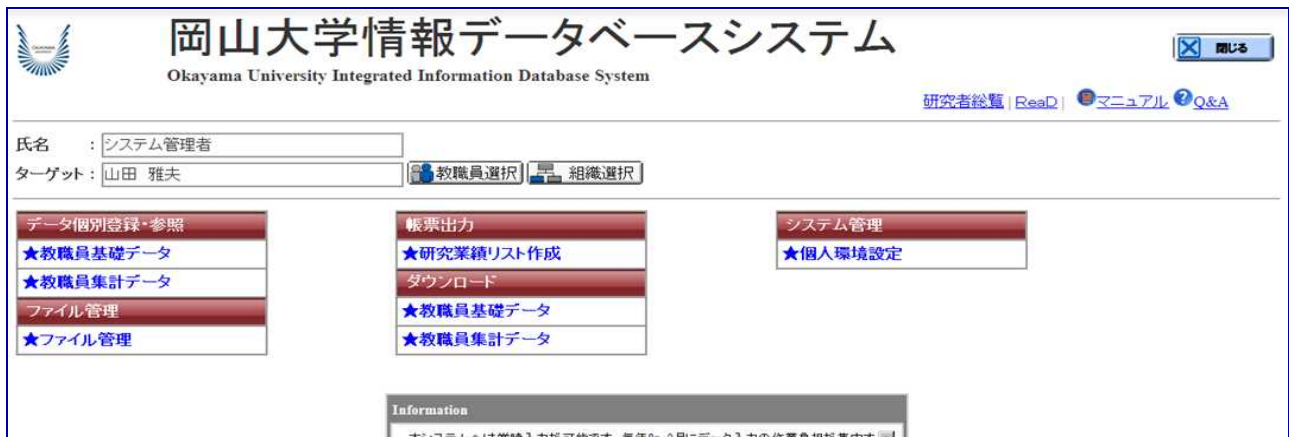 岡山大学情報データベースシステム
Okayama University Integrated Information Database System
閉じる
研究者総覧 | ReaD | マニュアル Q&A
氏名 : システム管理者
ターゲット : 山田 雅夫 教職員選択 組織選択
データ個別登録・参照
★教職員基礎データ
★教職員集計データ
ファイル管理
★ファイル管理
帳票出力
★研究業績リスト作成
ダウンロード
★教職員基礎データ
★教職員集計データ
システム管理
★個人環境設定
Information